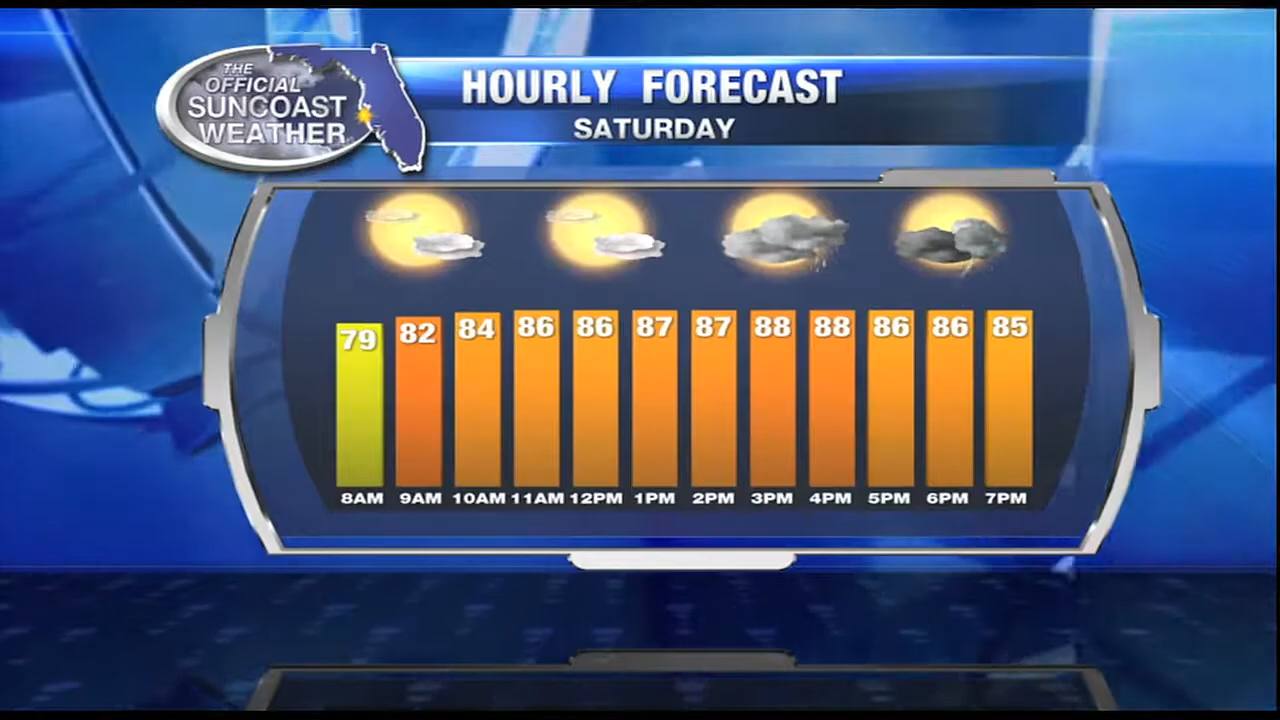 THE
OFFICIAL
SUNCOAST
WEATHER
HOURLY FORECAST
SATURDAY
79 82 84 86 86 87 87 88 88 86 86 85
8AM 9AM 10AM 11AM 12PM 1PM 2PM 3PM 4PM 5PM 6PM 7PM